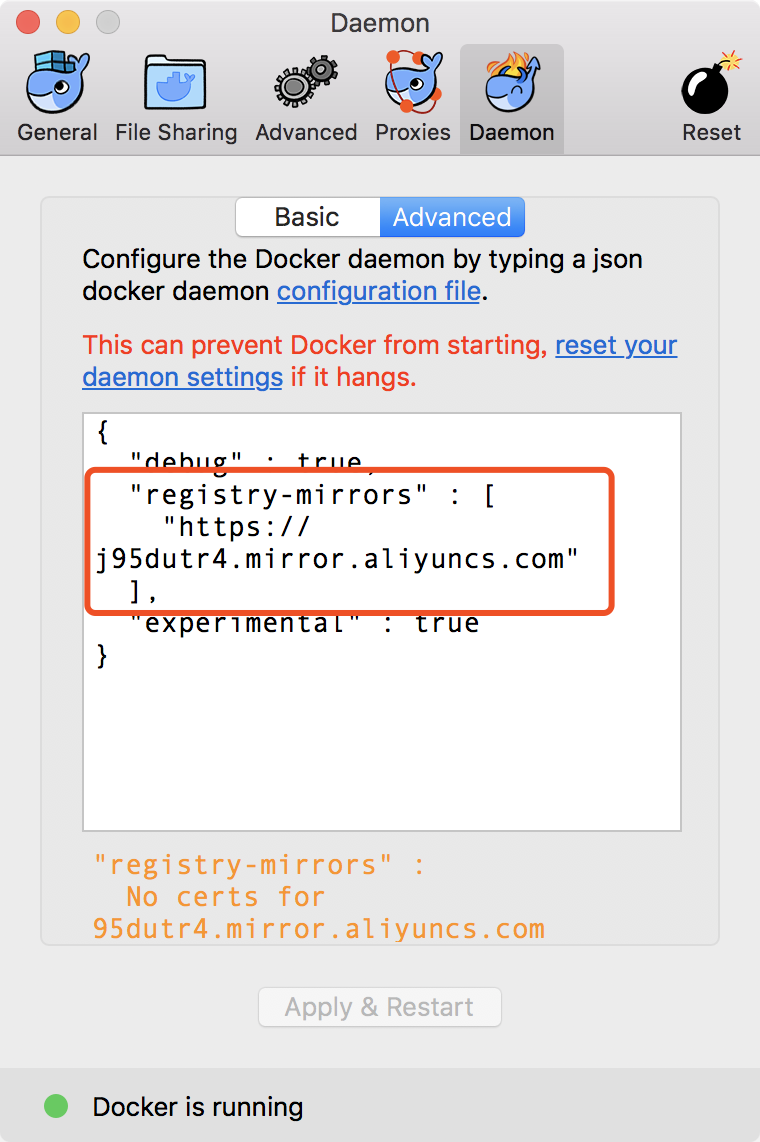 Daemon
General File Sharing Advanced Proxies Daemon Reset
Basic Advanced
Configure the Docker daemon by typing a json
docker daemon configuration file.
This can prevent Docker from starting, reset your
daemon settings if it hangs.
{
"debug" : true,
"registry-mirrors" : [
"https://
j95dutr4.mirror.aliyuncs.com"
],
"experimental" : true
}
"registry-mirrors" :
No certs for
95dutr4.mirror.aliyuncs.com
Apply & Restart
Docker is running